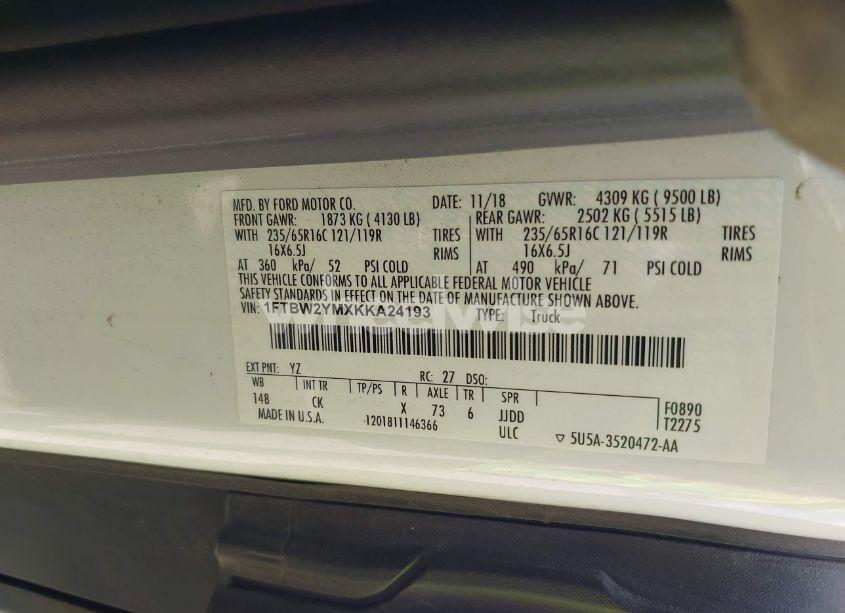 MFD. BY FORD MOTOR CO. DATE: 11/18 GVWR: 4309 KG ( 9500 LB)
FRONT GAWR: 1873 KG ( 4130 LB) REAR GAWR: 2502 KG ( 5515 LB)
WITH 235/65R16C 121/119R TIRES WITH 235/65R16C 121/119R TIRES
16X6.5J RIMS 16X6.5J RIMS
AT 360 kPa/ 52 PSI COLD AT 490 kPa/ 71 PSI COLD
THIS VEHICLE CONFORMS TO ALL APPLICABLE FEDERAL MOTOR VEHICLE
SAFETY STANDARDS IN EFFECT ON THE DATE OF MANUFACTURE SHOWN ABOVE.
VIN: 1FTBW2YMXKKA24193 TYPE: Truck
wheelwise
EXT PNT: YZ RC: 27 DSO:
WB INT TR TP/PS R AXLE TR SPR
148 CK X 73 6 JJDD F0890
MADE IN U.S.A. -1201811146366 ULC T2275
5U5A-3520472-AA